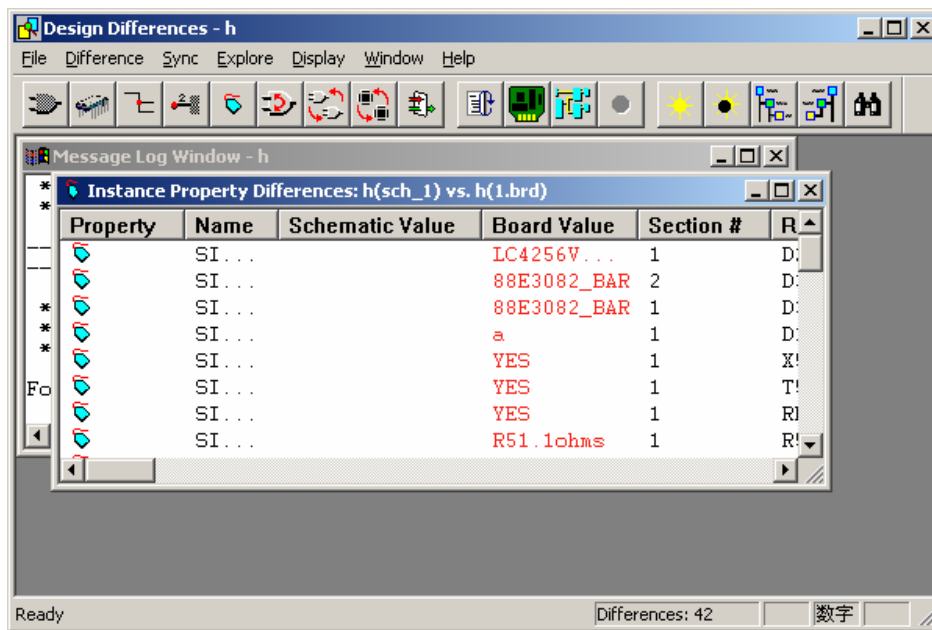 Design Differences - h
File Difference Sync Explore Display Window Help
Message Log Window - h
Instance Property Differences: h(sch_1) vs. h(1.brd)
Property Name Schematic Value Board Value Section #
SI... LC4256V... 1
SI... 88E3082_BAR 2
SI... 88E3082_BAR 1
SI... a 1
SI... YES 1
SI... YES 1
SI... YES 1
SI... R51.1ohms 1
Ready Differences: 42 数字